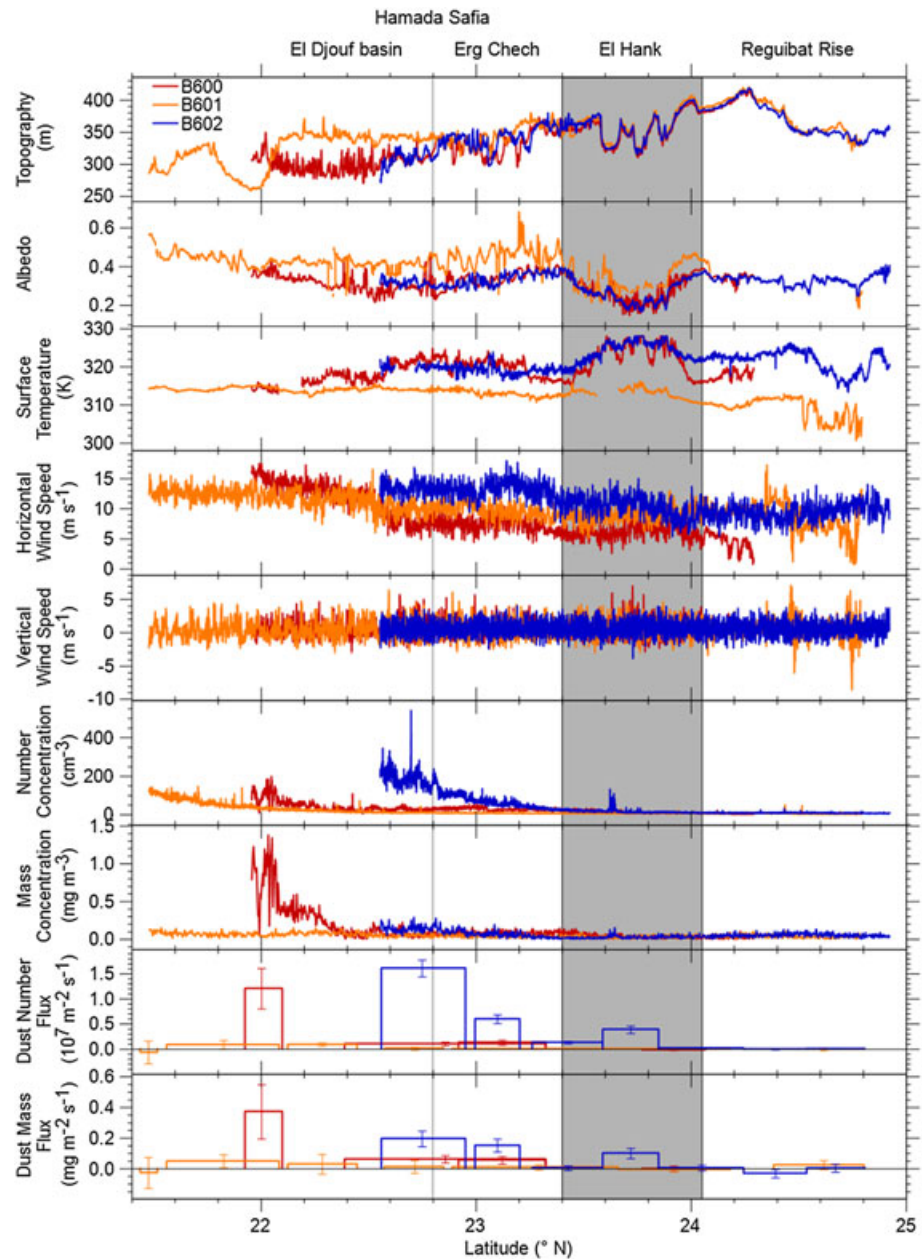 Hamada Safia
El Djouf basin Erg Chech El Hank Reguibat Rise
B600
B601
B602
Topography
(m)
400
350
300
250
Albedo
0.6
0.4
0.2
Surface
Temperature
(K)
330
320
310
300
Horizontal
Wind Speed
(m s⁻¹)
15
10
5
0
Vertical
Wind Speed
(m s⁻¹)
5
0
-5
-10
Number
Concentration
(cm⁻³)
400
200
0
Mass
Concentration
(mg m⁻³)
1.5
1.0
0.5
0.0
Dust Number
Flux
(10⁷ m⁻² s⁻¹)
1.5
1.0
0.5
0.0
Dust Mass
Flux
(mg m⁻² s⁻¹)
0.6
0.4
0.2
0.0
22 23 24 25
Latitude (° N)